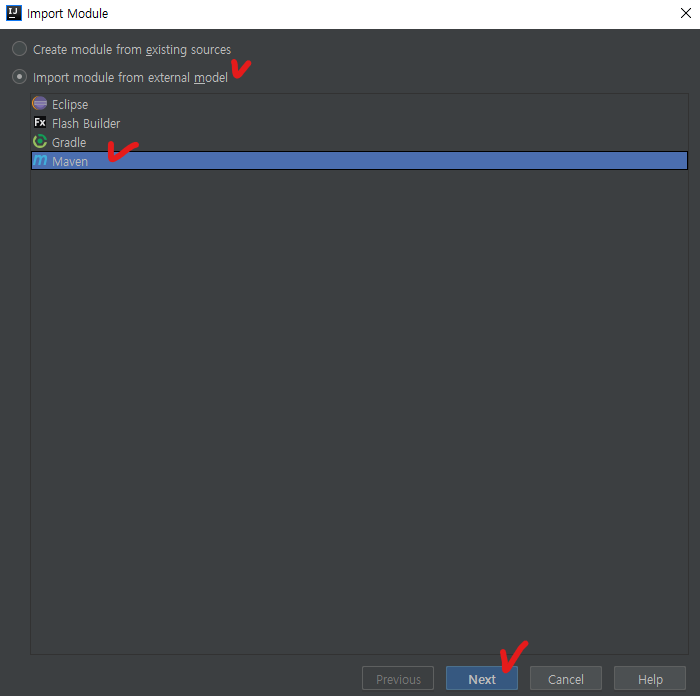 IJ Import Module
Create module from existing sources
Import module from external model
Eclipse
Fx Flash Builder
Gradle
m Maven
Previous Next Cancel Help